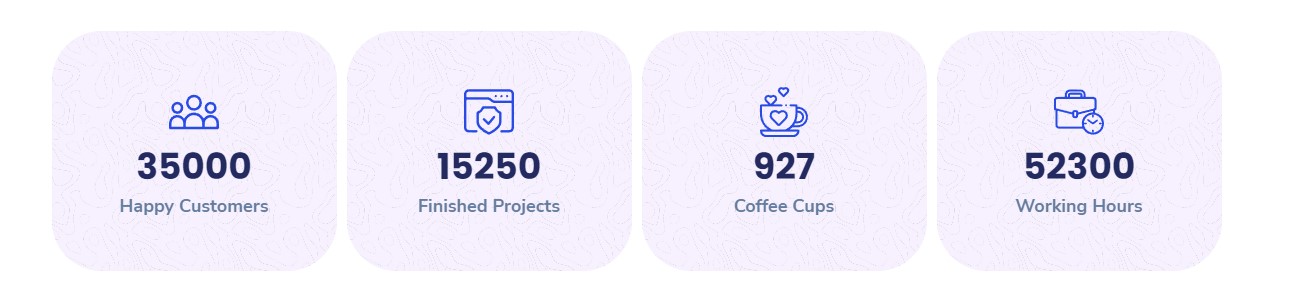 35000
Happy Customers
15250
Finished Projects
927
Coffee Cups
52300
Working Hours